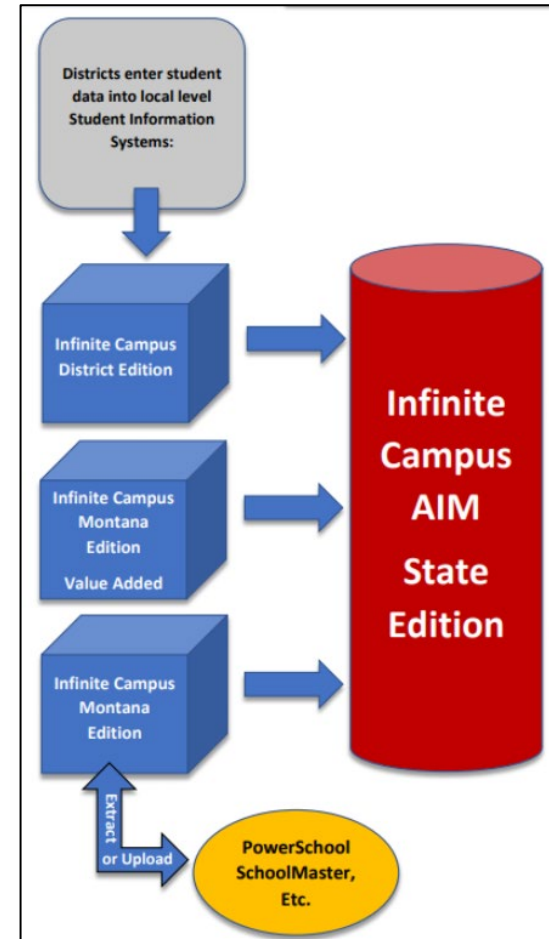 Districts enter student
data into local level
Student Information
Systems:
Infinite Campus
District Edition
Infinite Campus
Montana
Edition
Value Added
Infinite Campus
Montana
Edition
Infinite
Campus
AIM
State
Edition
Extract
or Upload
PowerSchool
SchoolMaster,
Etc.